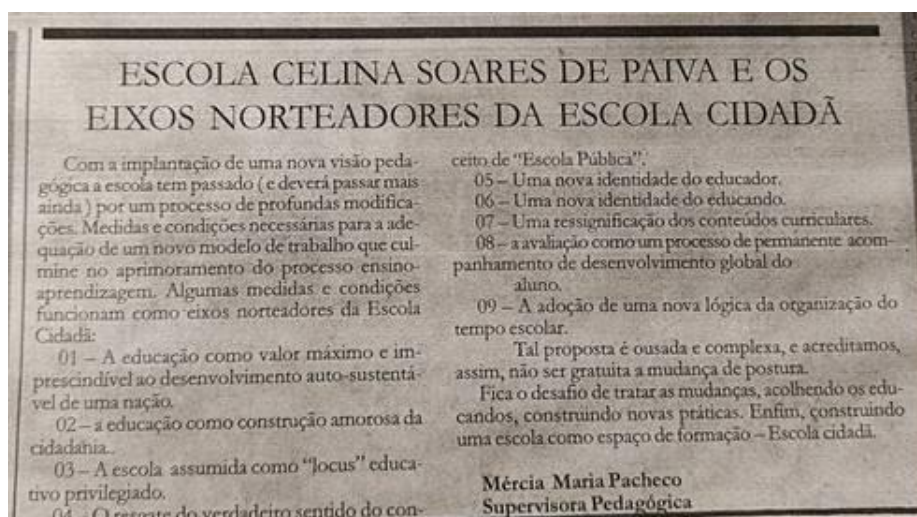 ESCOLA CELINA SOARES DE PAIVA E OS
EIXOS NORTEADORES DA ESCOLA CIDADÃ
Com a implantação de uma nova visão peda-
gógica a escola tem passado ( e deverá passar mais
ainda ) por um processo de profundas modifica-
ções. Medidas e condições necessárias para a ade-
quação de um novo modelo de trabalho que cul-
mine no aprimoramento do processo ensino-
aprendizagem. Algumas medidas e condições
funcionam como eixos norteadores da Escola
Cidadã:
01 – A educação como valor máximo e im-
prescindível ao desenvolvimento auto-sustentá-
vel de uma nação.
02 – a educação como construção amorosa da
cidadania..
03 – A escola assumida como "locus" educa-
tivo privilegiado.
04 – O resgate do verdadeiro sentido do con-
ceito de "Escola Pública".
05 – Uma nova identidade do educador.
06 – Uma nova identidade do educando.
07 – Uma ressignificação dos conteúdos curriculares.
08 – a avaliação como um processo de permanente acom-
panhamento de desenvolvimento global do
aluno.
09 – A adoção de uma nova lógica da organização do
tempo escolar.
Tal proposta é ousada e complexa, e acreditamos,
assim, não ser gratuita a mudança de postura.
Fica o desafio de tratar as mudanças, acolhendo os edu-
candos, construindo novas práticas. Enfim, construindo
uma escola como espaço de formação – Escola cidadã.
Mércia Maria Pacheco
Supervisora Pedagógica